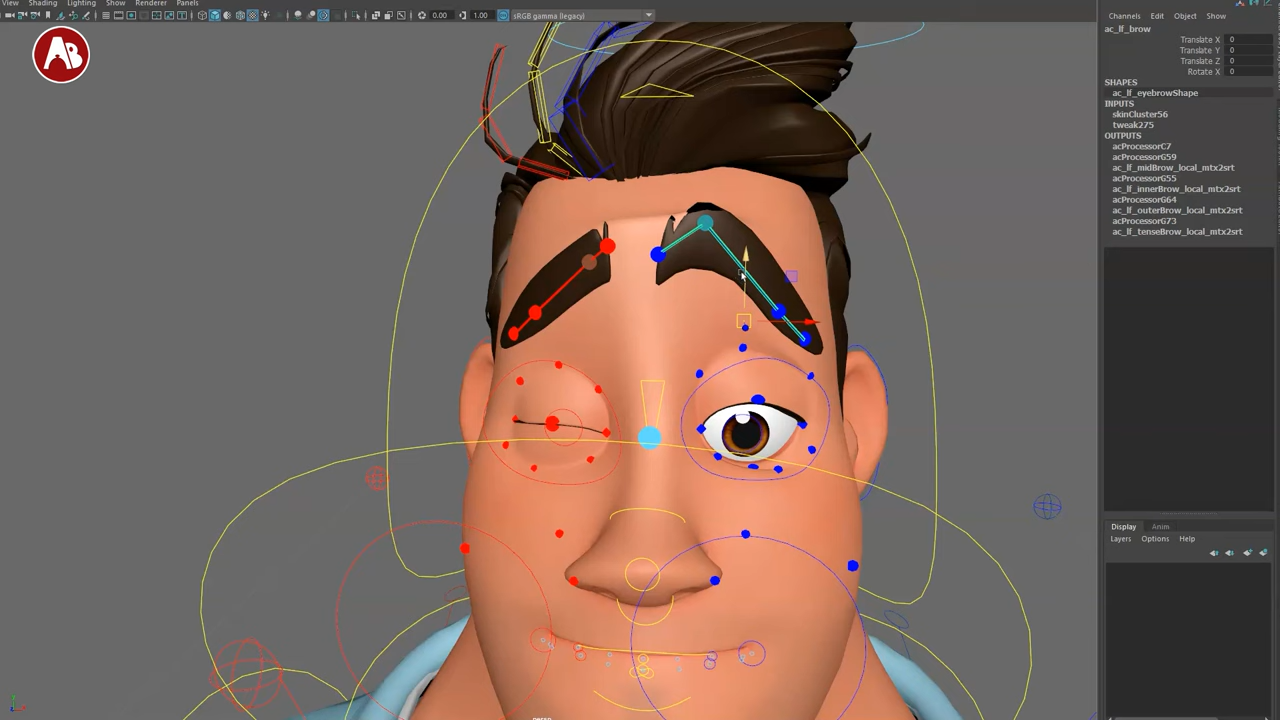 View Shading Lighting Show Renderer Panels
0.00 1.00 sRGB gamma (legacy)
AB
Channels Edit Object Show
ac_lf_brow
Translate X 0
Translate Y 0
Translate Z 0
Rotate X 0
SHAPES
ac_lf_eyebrowShape
INPUTS
skinCluster56
tweak275
OUTPUTS
acProcessorC7
acProcessorG59
ac_lf_midBrow_local_mtx2srt
acProcessorG55
ac_lf_innerBrow_local_mtx2srt
acProcessorG64
ac_lf_outerBrow_local_mtx2srt
acProcessorG73
ac_lf_tenseBrow_local_mtx2srt
Display Anim
Layers Options Help
persp